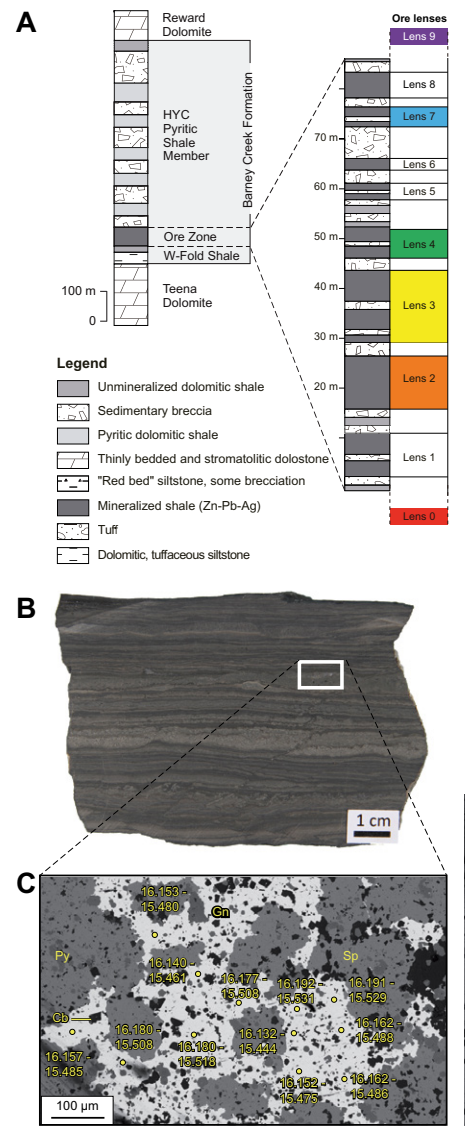 A
Reward
Dolomite
HYC
Pyritic
Shale
Member
Barney Creek Formation
Ore Zone
W-Fold Shale
Teena
Dolomite
100 m
0
Ore lenses
Lens 9
Lens 8
Lens 7
Lens 6
Lens 5
Lens 4
Lens 3
Lens 2
Lens 1
Lens 0
70 m
60 m
50 m
40 m
30 m
20 m
Legend
Unmineralized dolomitic shale
Sedimentary breccia
Pyritic dolomitic shale
Thinly bedded and stromatolitic dolostone
"Red bed" siltstone, some brecciation
Mineralized shale (Zn-Pb-Ag)
Tuff
Dolomitic, tuffaceous siltstone
B
1 cm
C
16.153 -
15.480
Gn
Py
16.140 -
15.461
Sp
16.177 -
15.508
16.192 -
15.531
16.191 -
15.529
Cb
16.180 -
15.508
16.180 -
15.518
16.132 -
15.444
16.162 -
15.488
16.157 -
15.485
16.152 -
15.475
16.162 -
15.486
100 µm